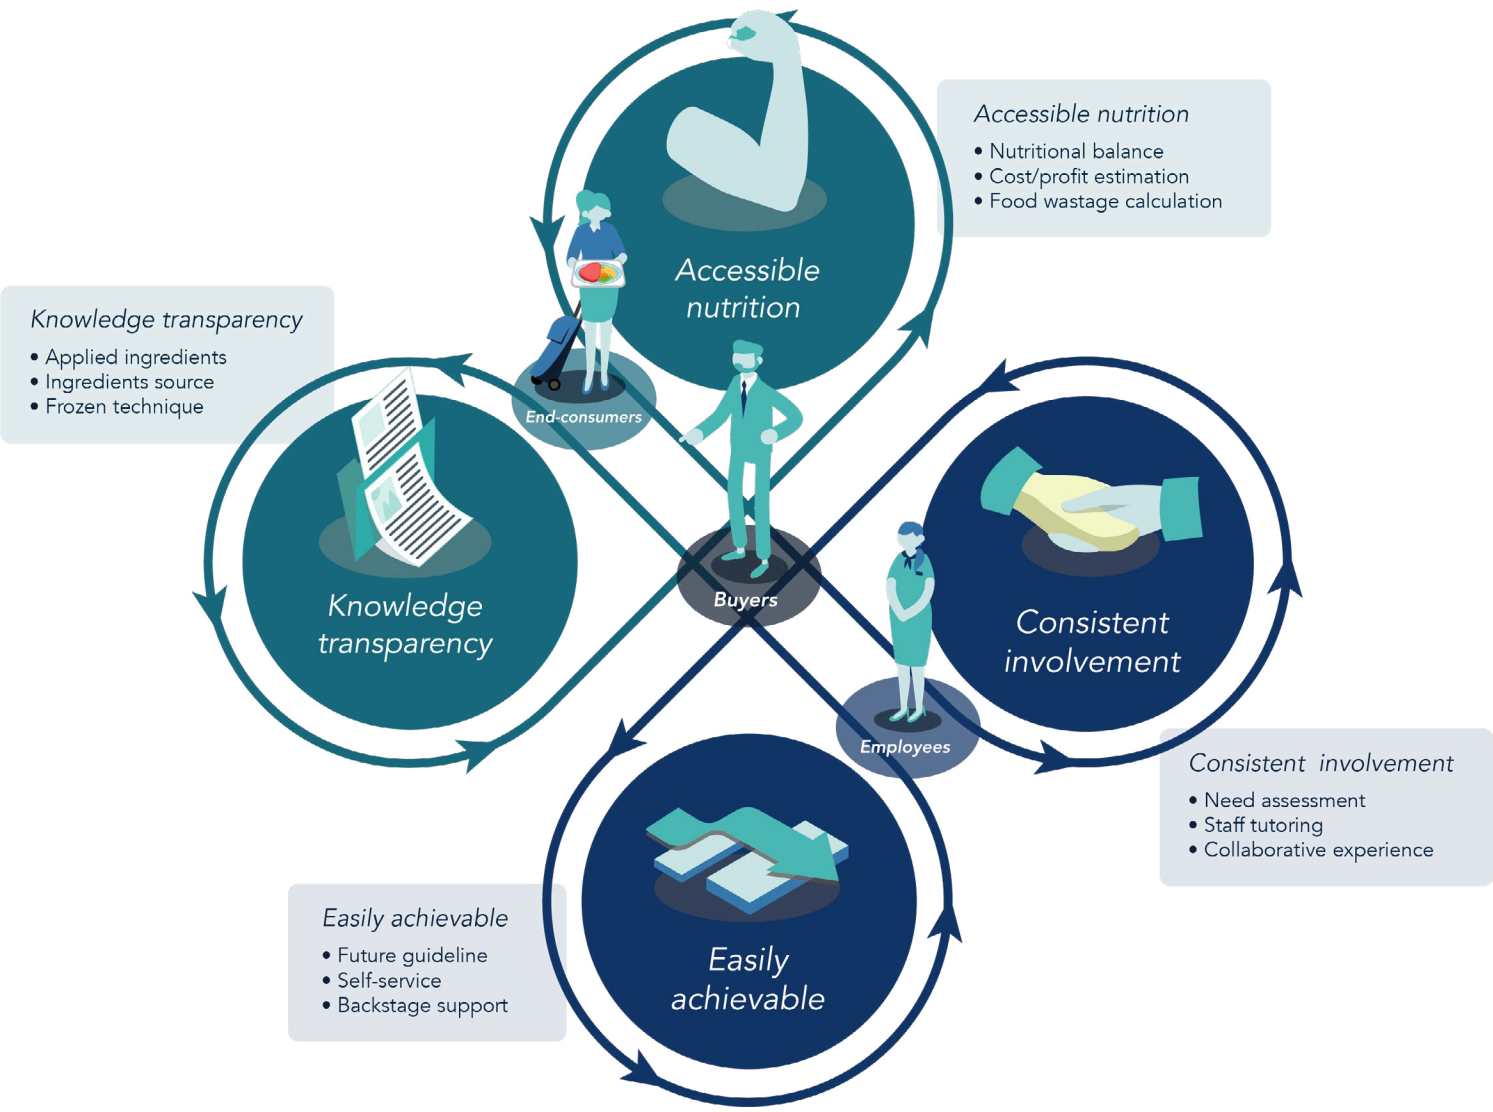 Accessible nutrition
• Nutritional balance
• Cost/profit estimation
• Food wastage calculation
Accessible
nutrition
Knowledge transparency
• Applied ingredients
• Ingredients source
• Frozen technique
End-consumers
Knowledge
transparency
Buyers
Consistent
involvement
Employees
Consistent involvement
• Need assessment
• Staff tutoring
• Collaborative experience
Easily achievable
• Future guideline
• Self-service
• Backstage support
Easily
achievable